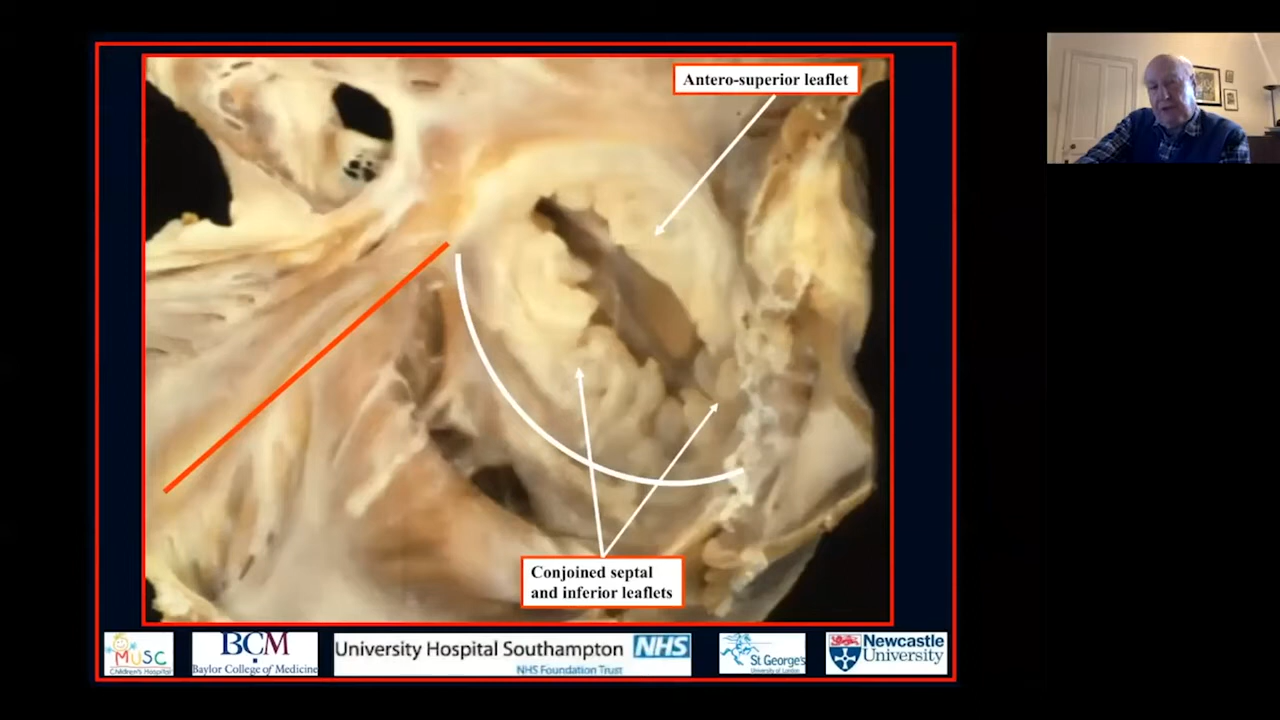 Antero-superior leaflet
Conjoined septal
and inferior leaflets
MUSC
Children's Hospital
BCM
Baylor College of Medicine
University Hospital Southampton
NHS
NHS Foundation Trust
St George's
University of London
Newcastle
University